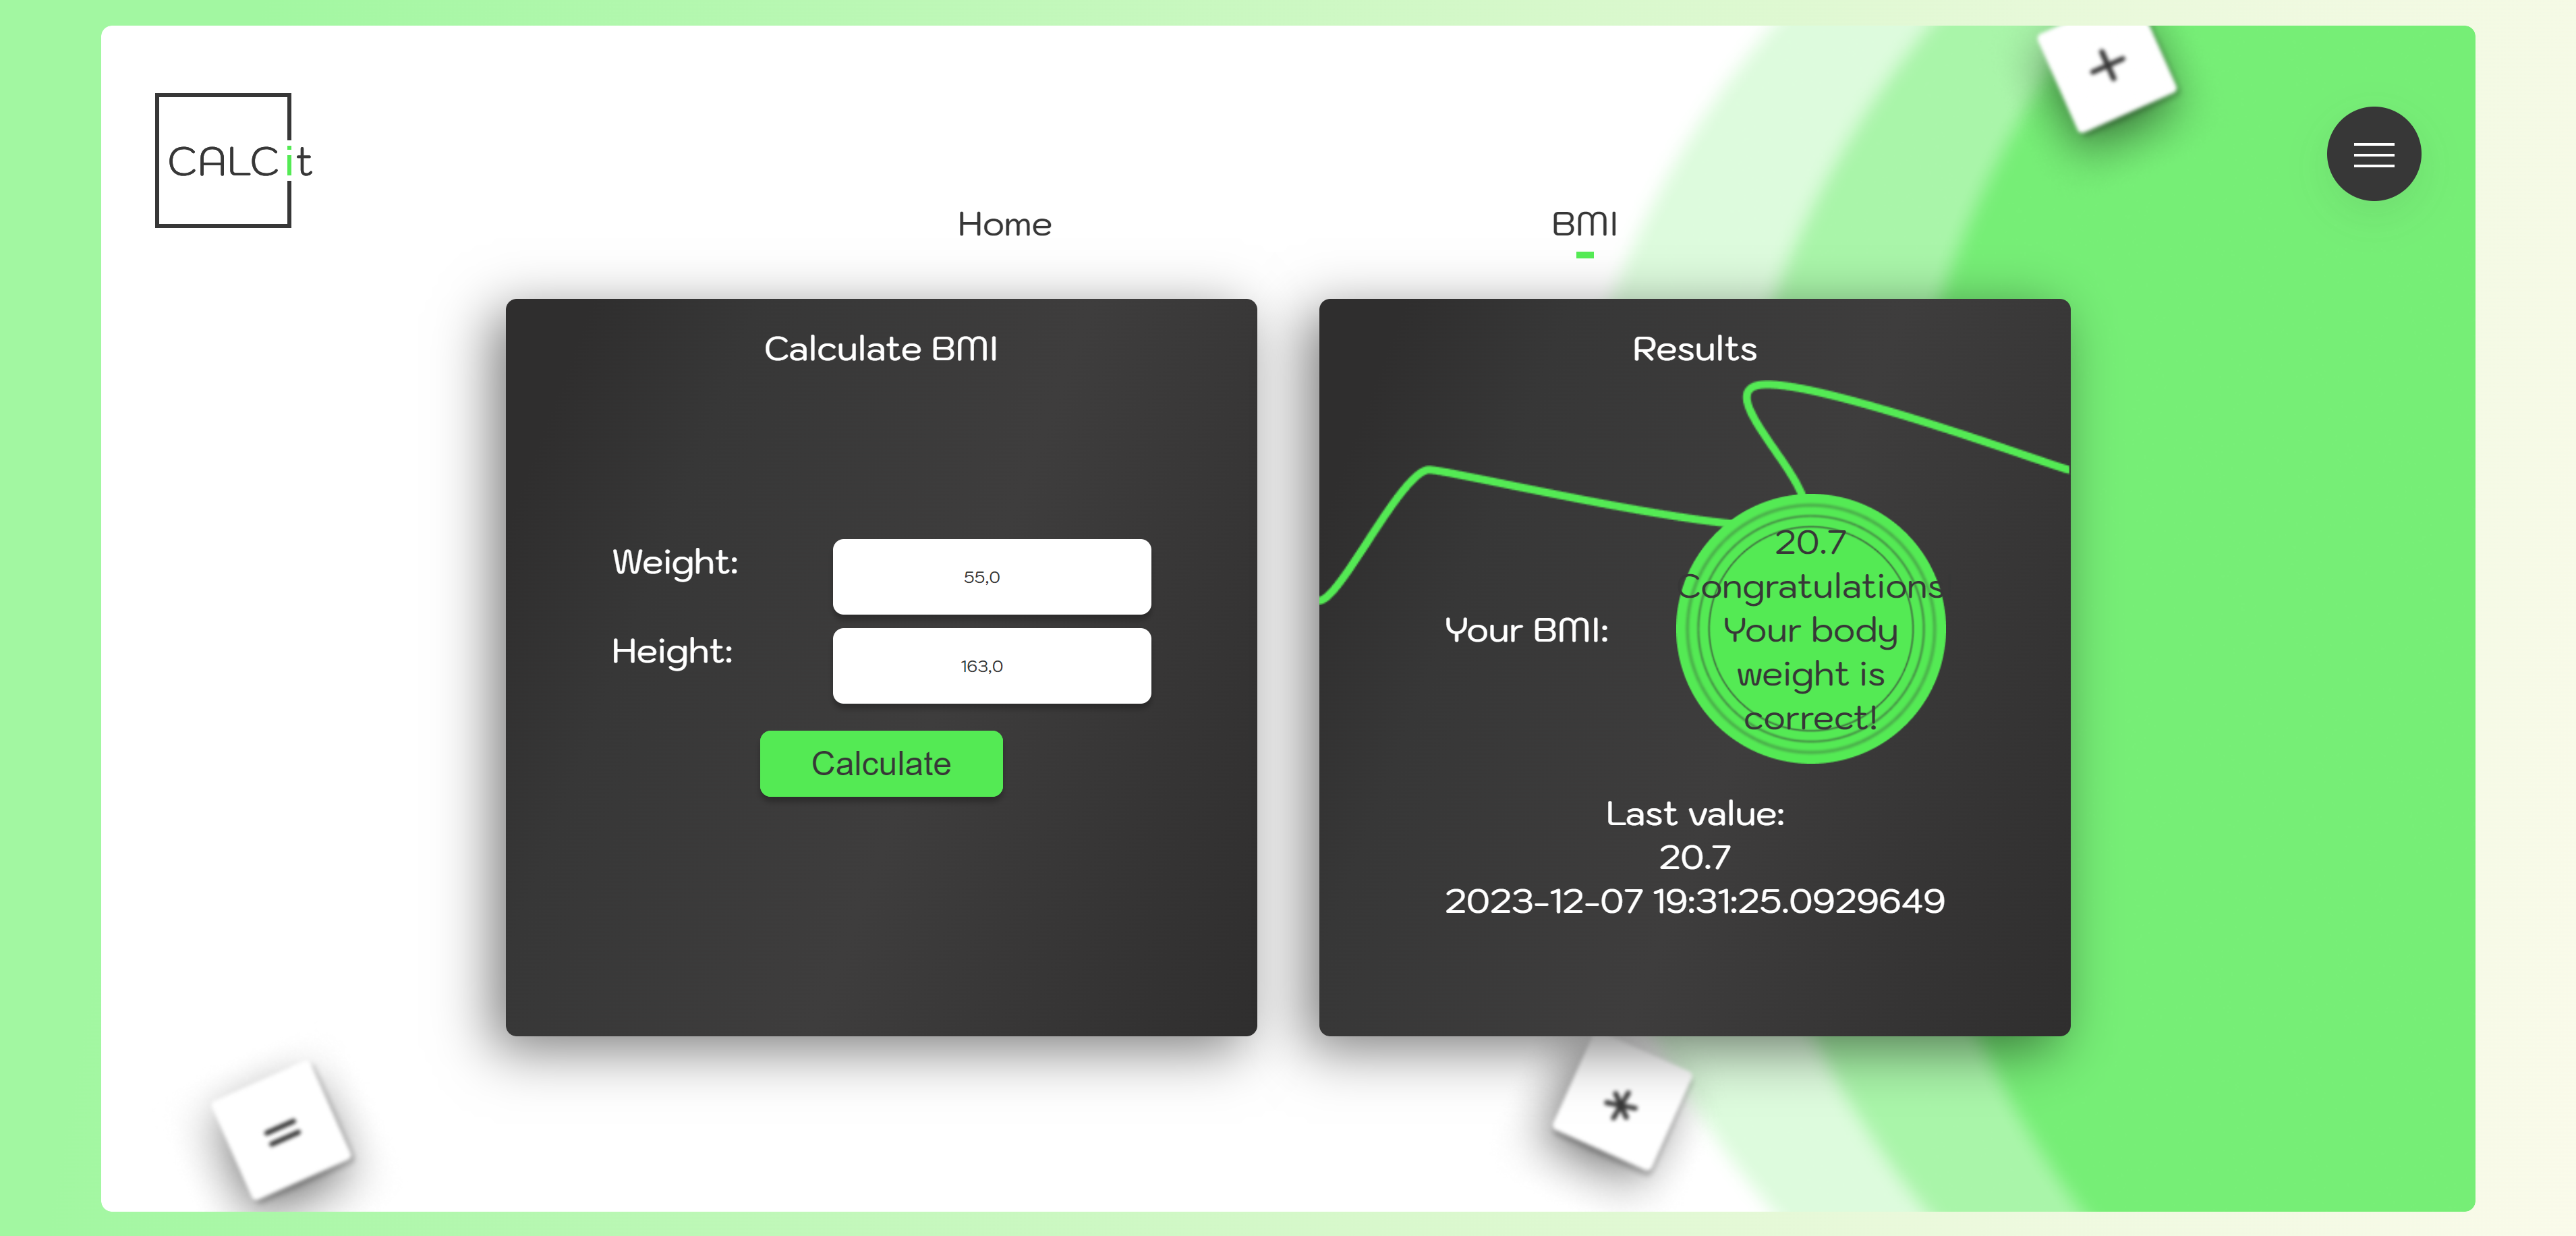 CALCit
+
Home
BMI
Calculate BMI
Weight:
55,0
Height:
163,0
Calculate
Results
Your BMI:
20.7
Congratulations
Your body
weight is
correct!
Last value:
20.7
2023-12-07 19:31:25.0929649
=
*